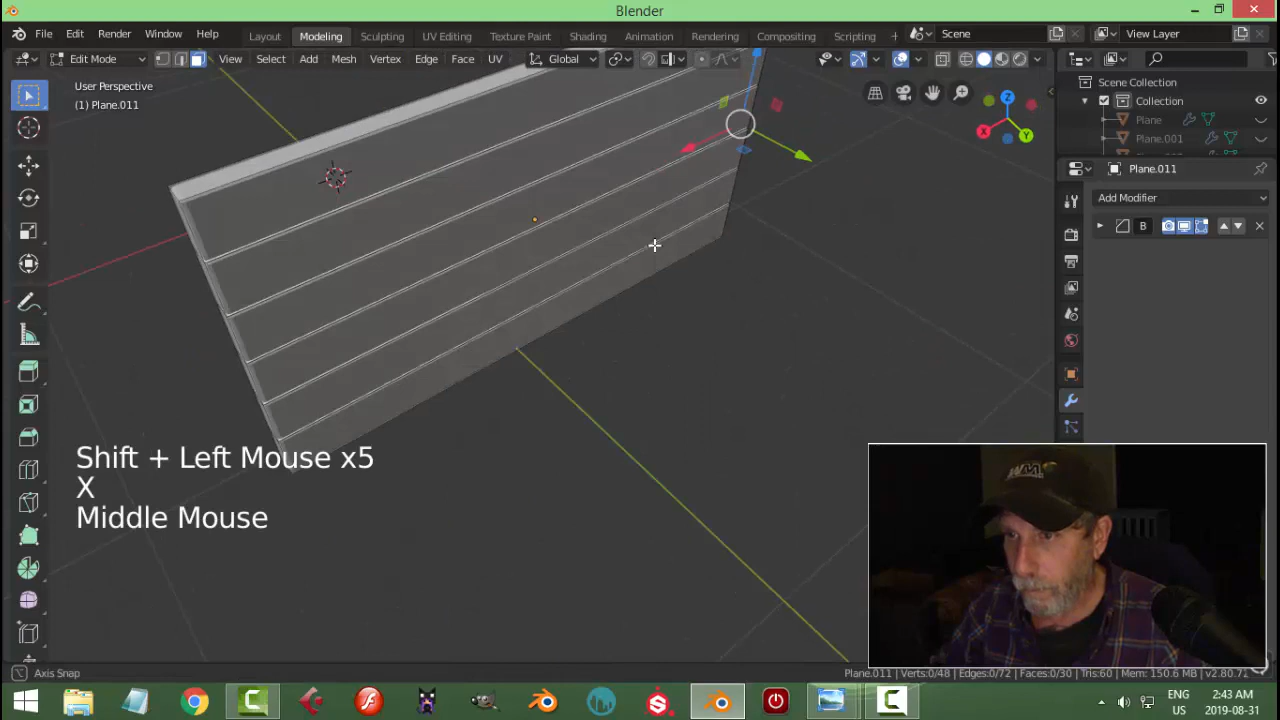 Blender
File Edit Render Window Help
Layout Modeling Sculpting UV Editing Texture Paint Shading Animation Rendering Compositing Scripting +
Scene
View Layer
Edit Mode
View Select Add Mesh Vertex Edge Face UV
Global
User Perspective
(1) Plane.011
Z
X
Y
Scene Collection
Collection
Plane
Plane.001
Plane.011
Add Modifier
B
Shift + Left Mouse x5
X
Middle Mouse
WM
Axis Snap
Plane.011 | Verts:0/48 | Edges:0/72 | Faces:0/30 | Tris:60 | Mem: 150.6 MB | v2.80.71
ENG
US
2:43 AM
2019-08-31